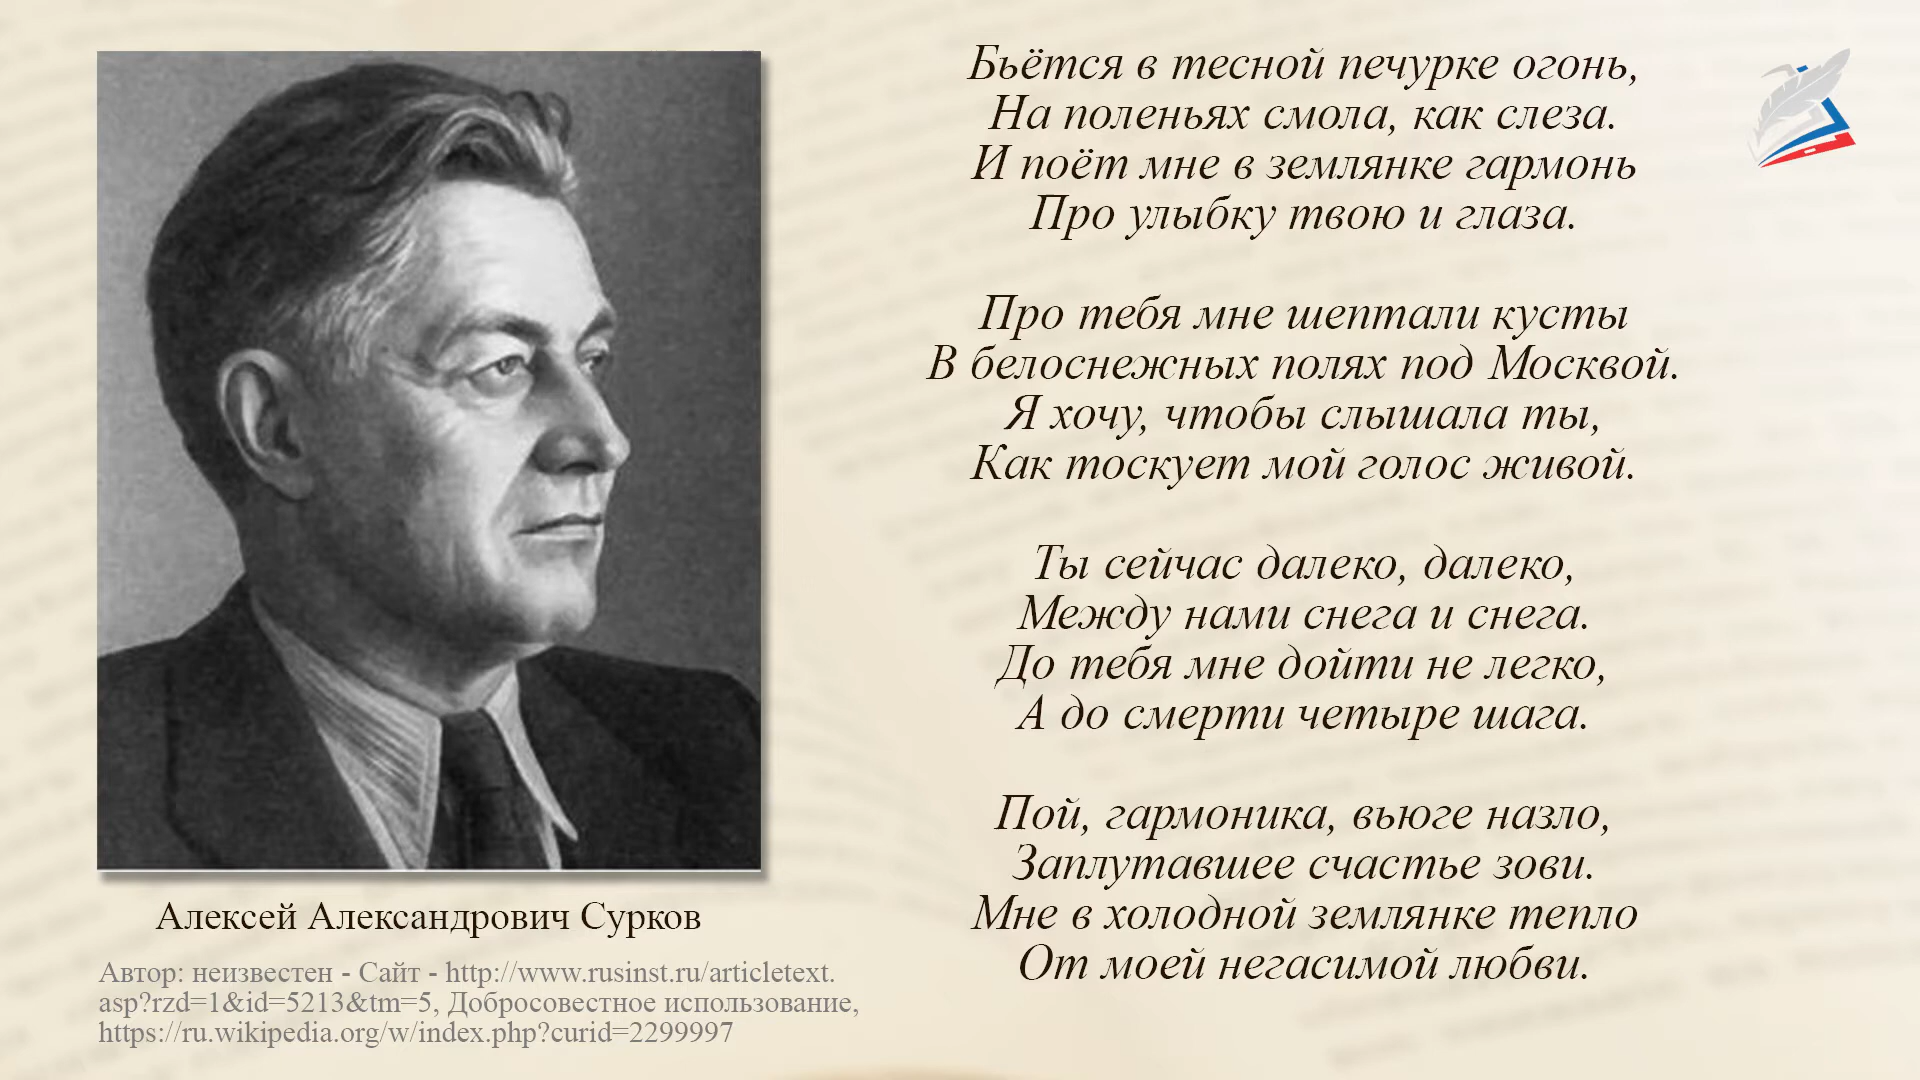 Бьётся в тесной печурке огонь,
На поленьях смола, как слеза.
И поёт мне в землянке гармонь
Про улыбку твою и глаза.
Про тебя мне шептали кусты
В белоснежных полях под Москвой.
Я хочу, чтобы слышала ты,
Как тоскует мой голос живой.
Ты сейчас далеко, далеко,
Между нами снега и снега.
До тебя мне дойти не легко,
А до смерти четыре шага.
Пой, гармоника, вьюге назло,
Заплутавшее счастье зови.
Мне в холодной землянке тепло
От моей негасимой любви.
Алексей Александрович Сурков
Автор: неизвестен - Сайт - http://www.rusinst.ru/articletext.
asp?rzd=1&id=5213&tm=5, Добросовестное использование,
https://ru.wikipedia.org/w/index.php?curid=2299997